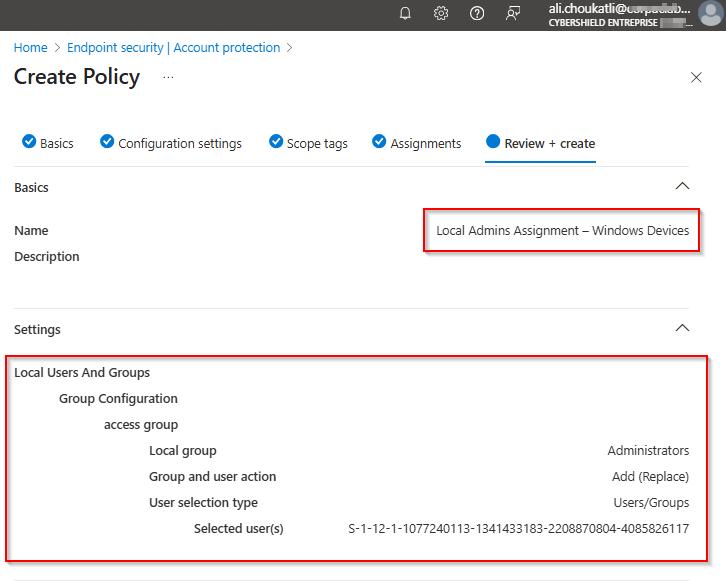 ali.choukatli@
CYBERSHIELD ENTREPRISE
Home > Endpoint security | Account protection >
Create Policy ...
Basics Configuration settings Scope tags Assignments Review + create
Basics
Name Local Admins Assignment – Windows Devices
Description
Settings
Local Users And Groups
Group Configuration
access group
Local group Administrators
Group and user action Add (Replace)
User selection type Users/Groups
Selected user(s) S-1-12-1-1077240113-1341433183-2208870804-4085826117